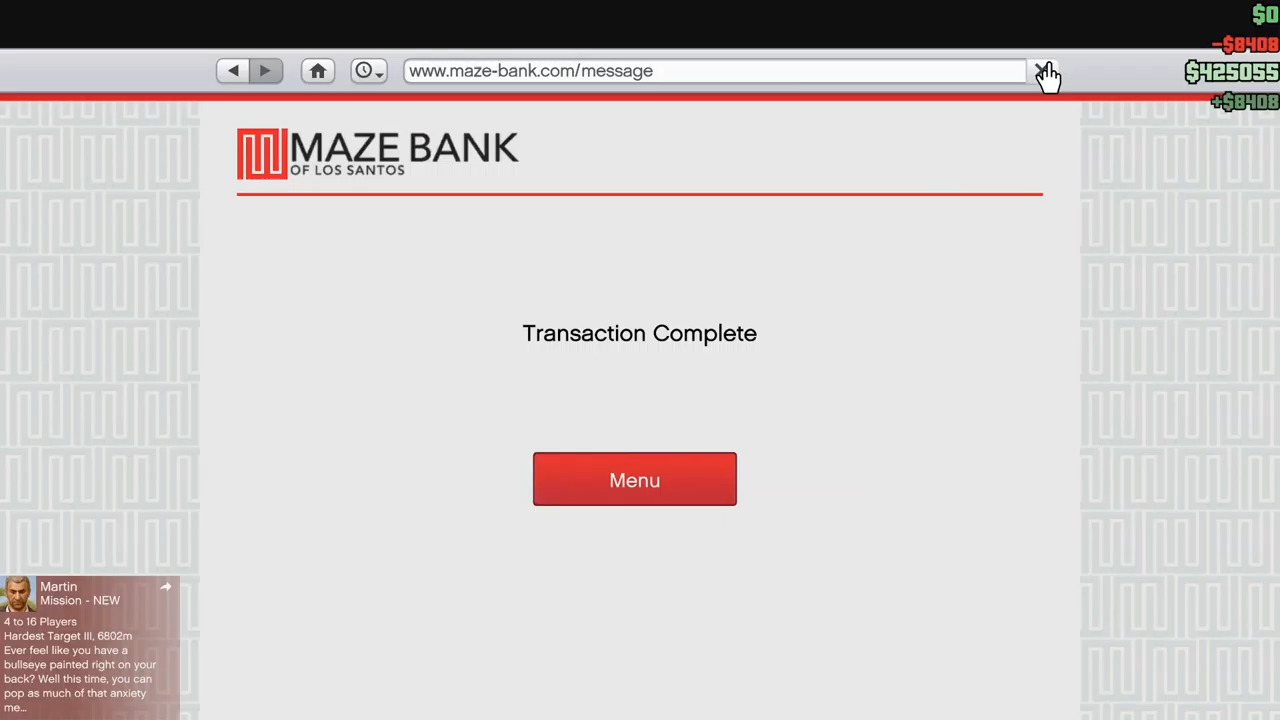 $0
-$8408
www.maze-bank.com/message
$425055
+$8408
MAZE BANK
OF LOS SANTOS
Transaction Complete
Menu
Martin
Mission - NEW
4 to 16 Players
Hardest Target III, 6802m
Ever feel like you have a
bullseye painted right on your
back? Well this time, you can
pop as much of that anxiety
me...